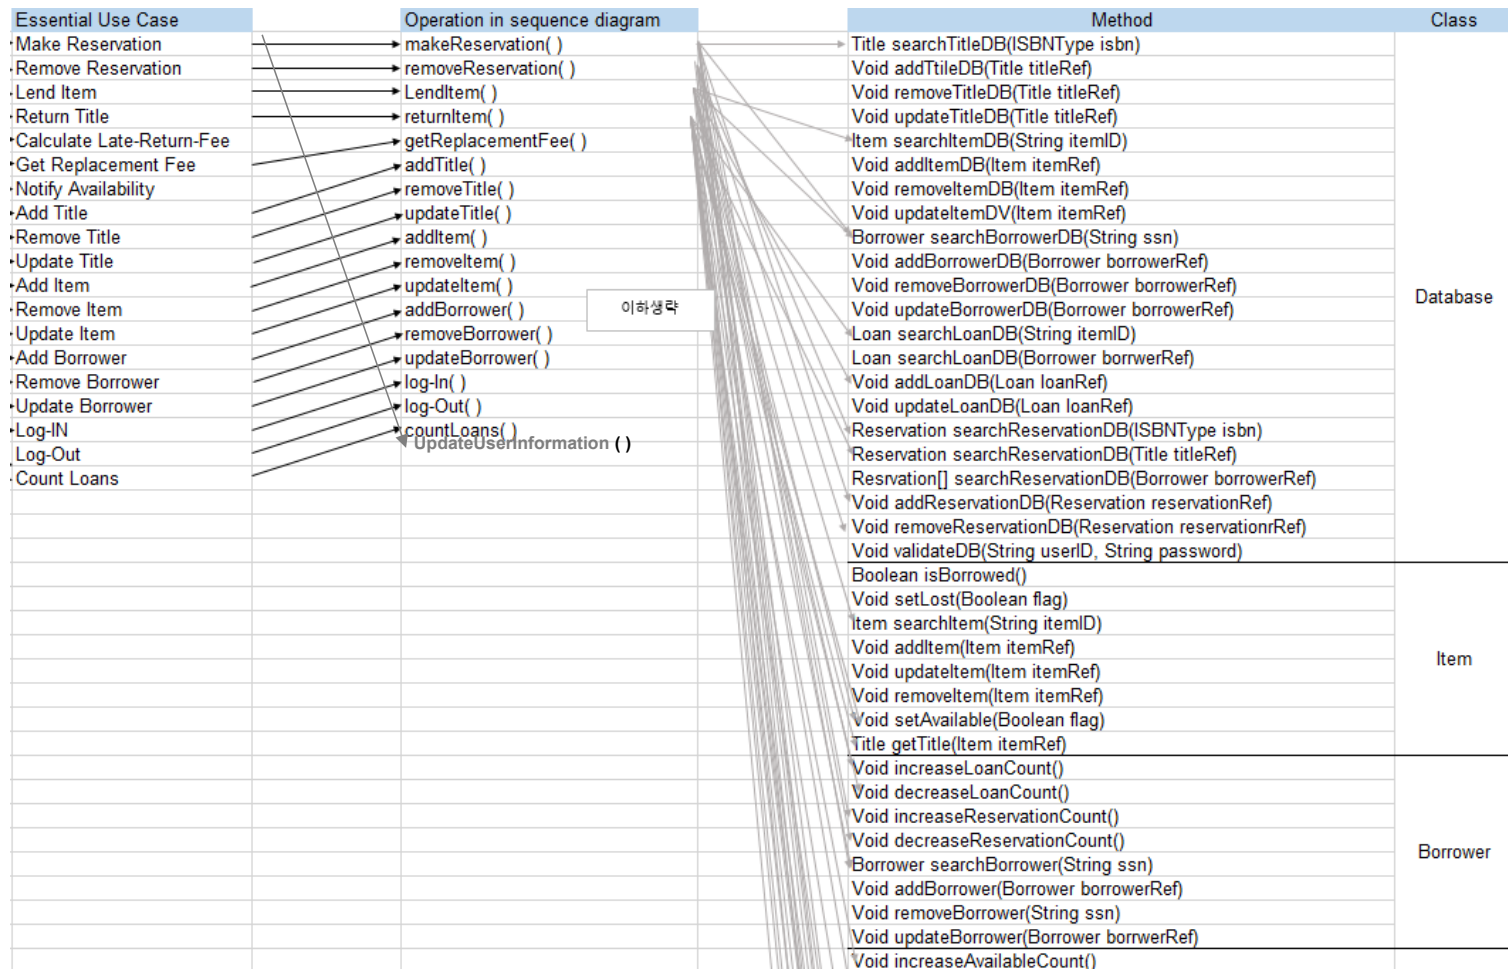 Essential Use Case Operation in sequence diagram Method Class
Make Reservation makeReservation( ) Title searchTitleDB(ISBNType isbn)
Remove Reservation removeReservation( ) Void addTtileDB(Title titleRef)
Lend Item LendItem( ) Void removeTitleDB(Title titleRef)
Return Title returnItem( ) Void updateTitleDB(Title titleRef)
Calculate Late-Return-Fee getReplacementFee( ) Item searchItemDB(String itemID)
Get Replacement Fee addTitle( ) Void addItemDB(Item itemRef)
Notify Availability removeTitle( ) Void removeItemDB(Item itemRef)
Add Title updateTitle( ) Void updateItemDV(Item itemRef)
Remove Title addItem( ) Borrower searchBorrowerDB(String ssn)
Update Title removeItem( ) Void addBorrowerDB(Borrower borrowerRef)
Add Item updateItem( ) Void removeBorrowerDB(Borrower borrowerRef)
Database
Remove Item addBorrower( ) 이하생략 Void updateBorrowerDB(Borrower borrowerRef)
Update Item removeBorrower( ) Loan searchLoanDB(String itemID)
Add Borrower updateBorrower( ) Loan searchLoanDB(Borrower borrwerRef)
Remove Borrower log-In( ) Void addLoanDB(Loan loanRef)
Update Borrower log-Out( ) Void updateLoanDB(Loan loanRef)
Log-IN countLoans( ) Reservation searchReservationDB(ISBNType isbn)
UpdateUserInformation ( )
Log-Out Reservation searchReservationDB(Title titleRef)
Count Loans Resrvation[] searchReservationDB(Borrower borrowerRef)
Void addReservationDB(Reservation reservationRef)
Void removeReservationDB(Reservation reservationrRef)
Void validateDB(String userID, String password)
Boolean isBorrowed()
Void setLost(Boolean flag)
Item searchItem(String itemID)
Void addItem(Item itemRef)
Item
Void updateItem(Item itemRef)
Void removeItem(Item itemRef)
Void setAvailable(Boolean flag)
Title getTitle(Item itemRef)
Void increaseLoanCount()
Void decreaseLoanCount()
Void increaseReservationCount()
Void decreaseReservationCount()
Borrower
Borrower searchBorrower(String ssn)
Void addBorrower(Borrower borrowerRef)
Void removeBorrower(String ssn)
Void updateBorrower(Borrower borrwerRef)
Void increaseAvailableCount()